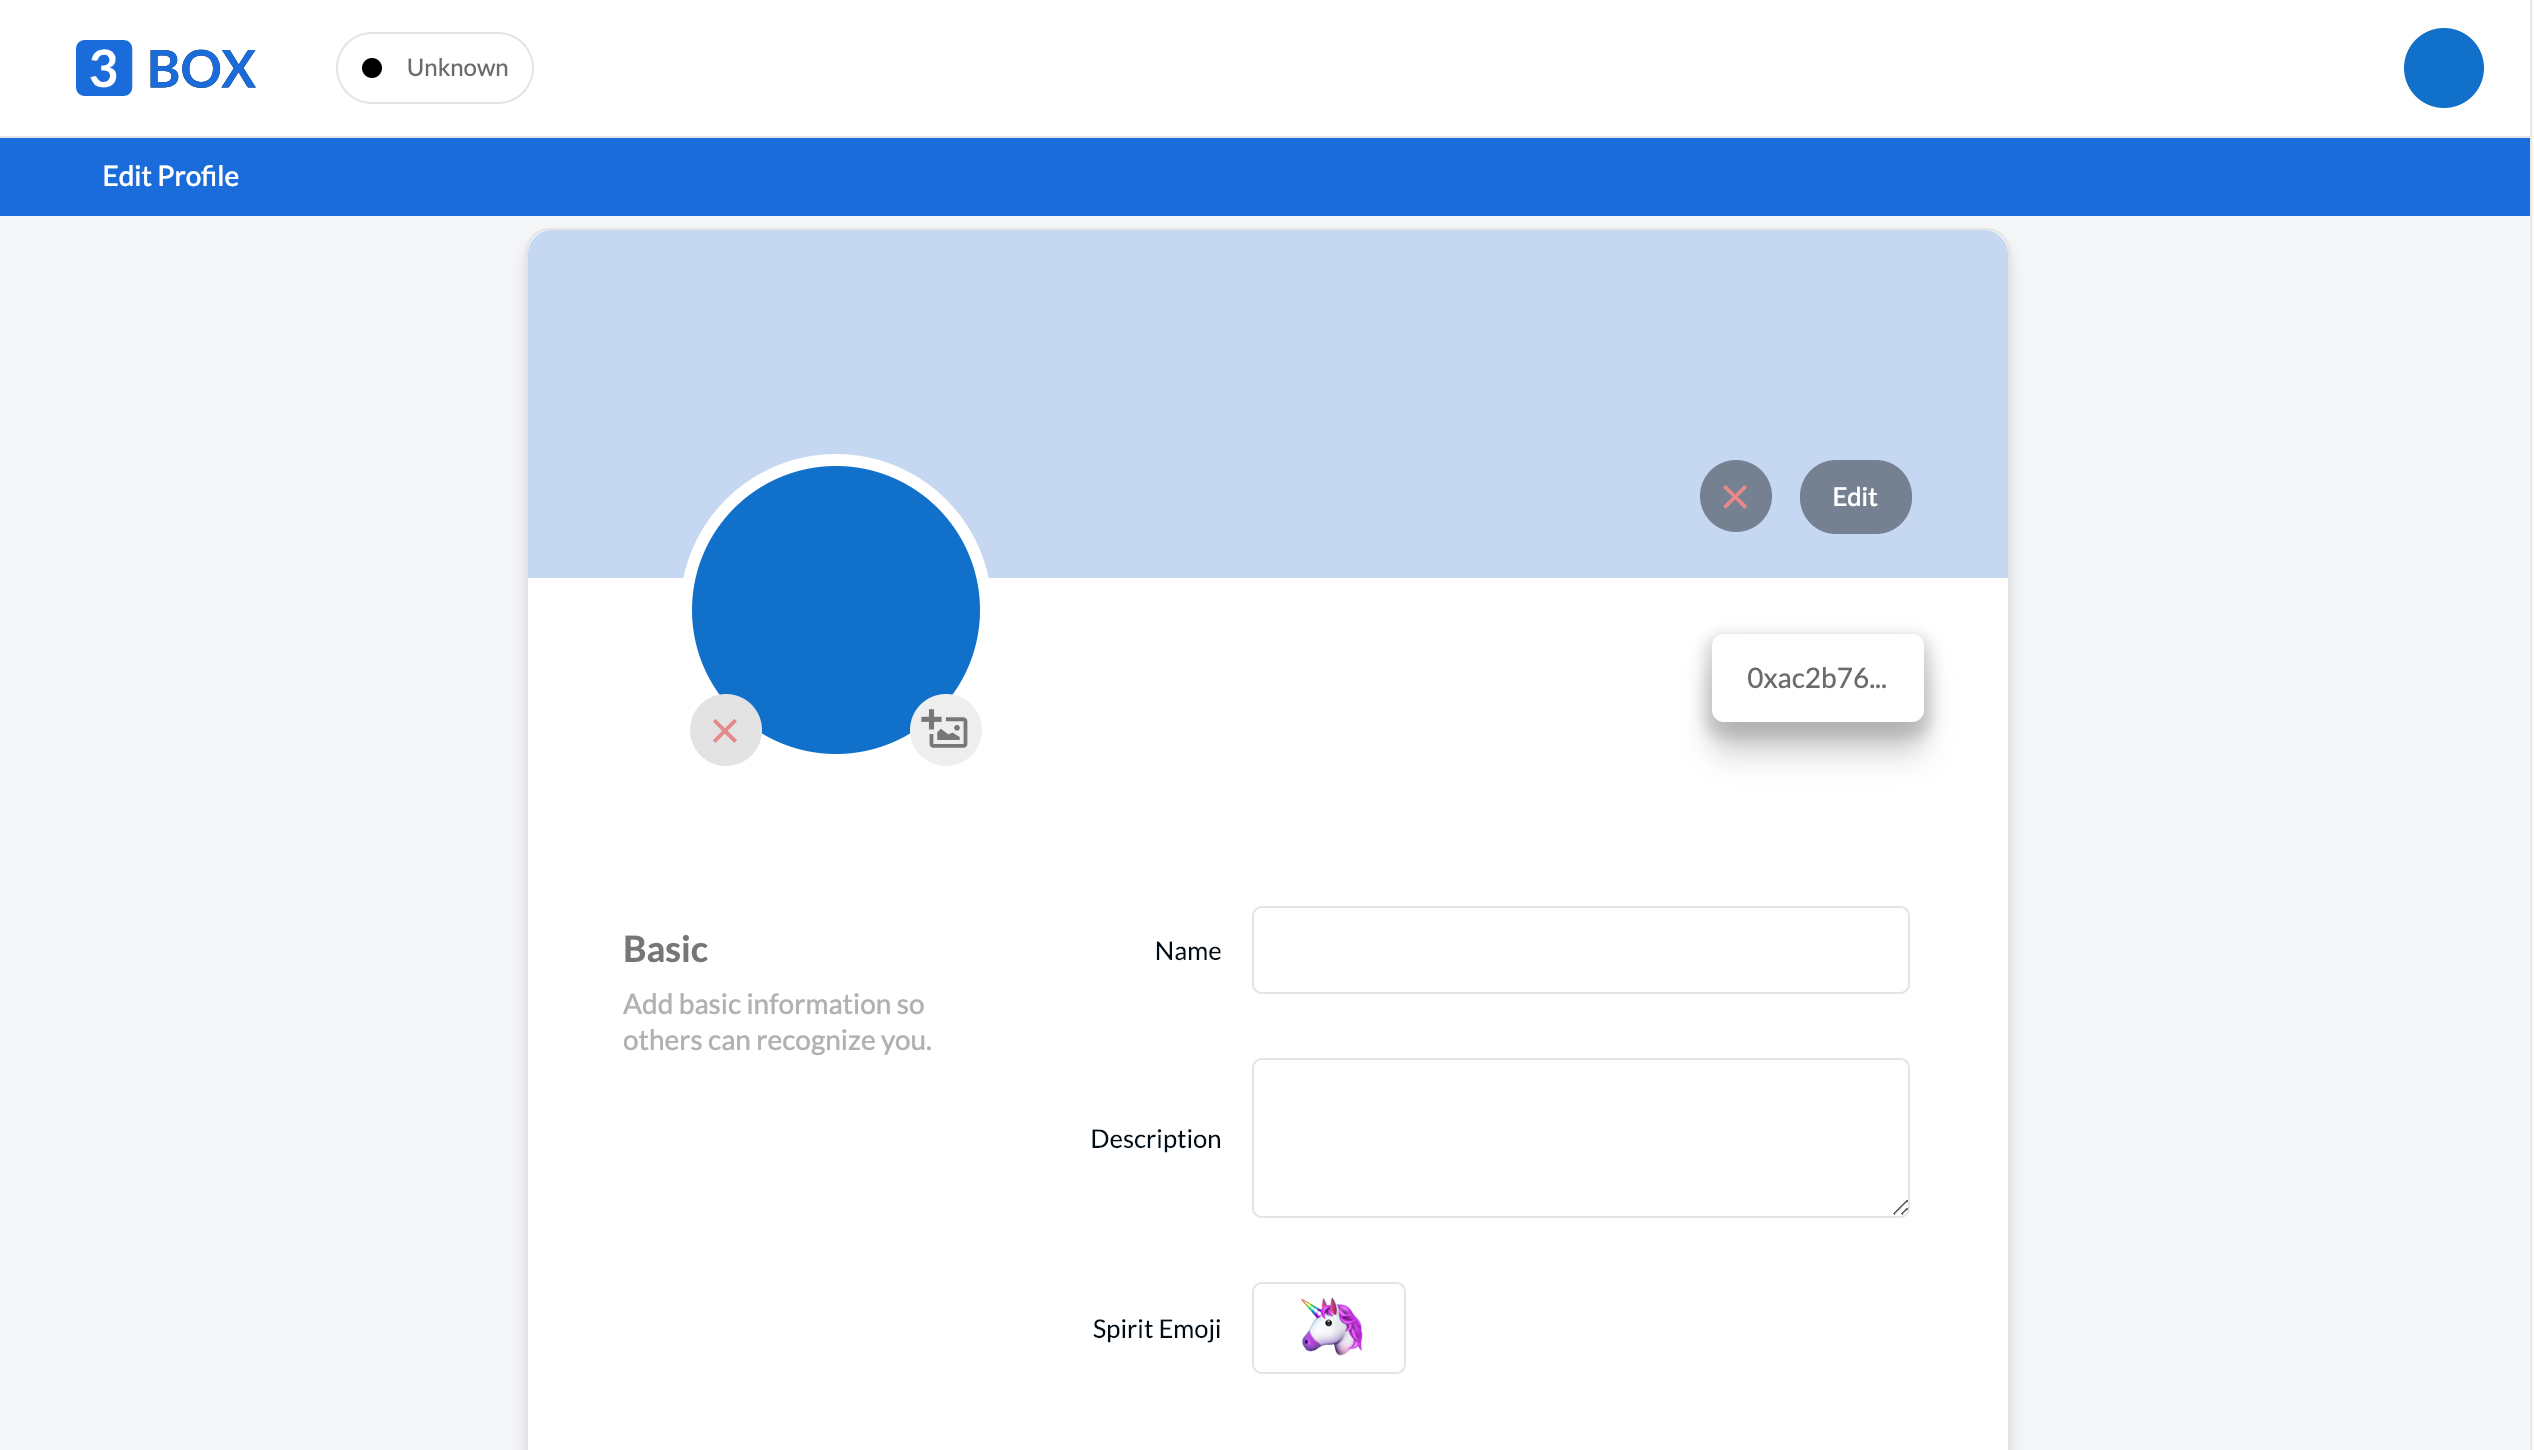 3 BOX
Unknown
Edit Profile
Edit
0xac2b76...
Basic
Add basic information so
others can recognize you.
Name
Description
Spirit Emoji